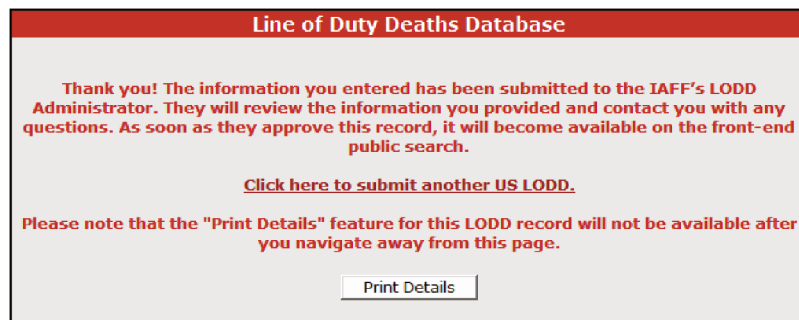 Line of Duty Deaths Database
Thank you! The information you entered has been submitted to the IAFF's LODD
Administrator. They will review the information you provided and contact you with any
questions. As soon as they approve this record, it will become available on the front-end
public search.
Click here to submit another US LODD.
Please note that the "Print Details" feature for this LODD record will not be available after
you navigate away from this page.
Print Details